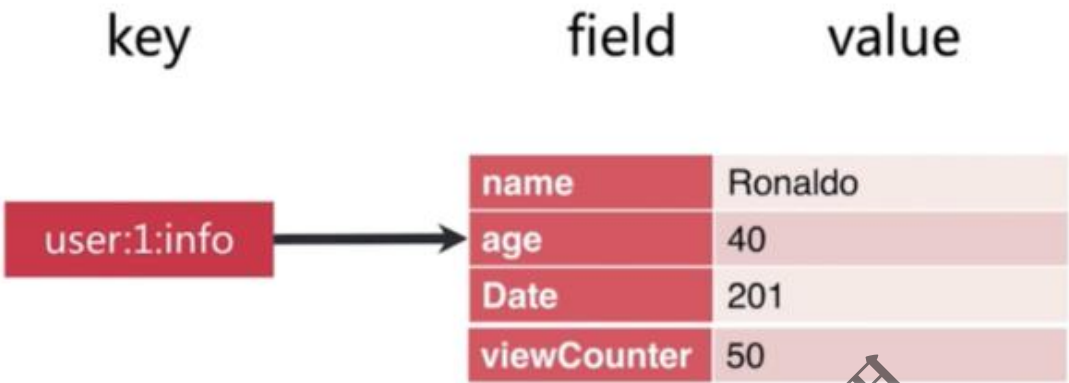 key field value
user:1:info
name Ronaldo
age 40
Date 201
viewCounter 50